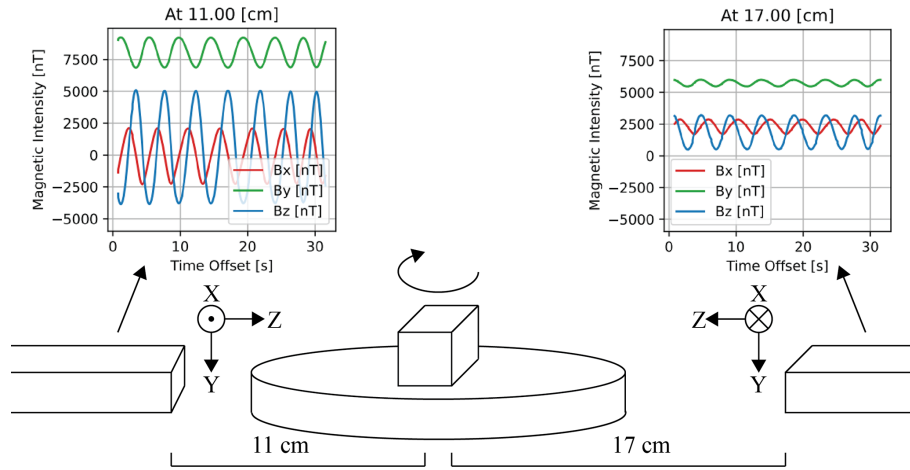 At 11.00 [cm]
Magnetic Intensity [nT]
7500
5000
2500
0
−2500
−5000
Bx [nT]
By [nT]
Bz [nT]
0
10
20
30
Time Offset [s]
At 17.00 [cm]
Magnetic Intensity [nT]
7500
5000
2500
0
−2500
−5000
Bx [nT]
By [nT]
Bz [nT]
0
10
20
30
Time Offset [s]
X
Z
Y
X
Z
Y
11 cm
17 cm